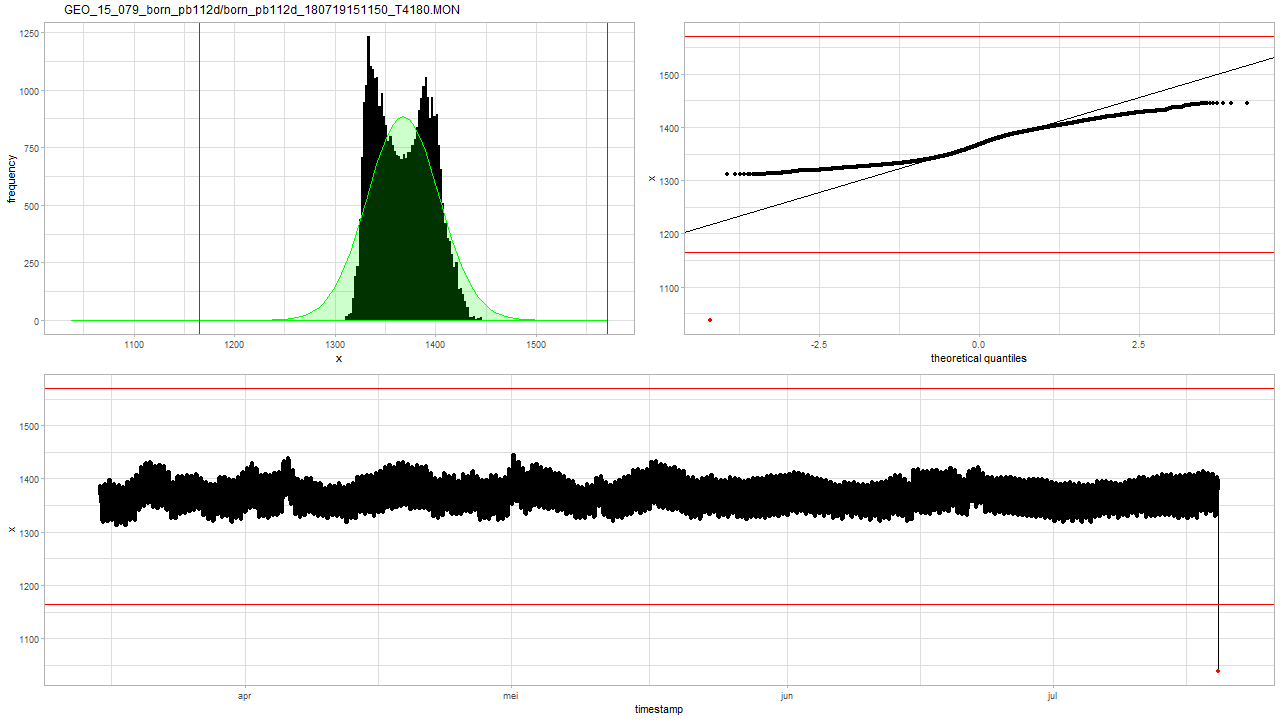 GEO_15_079_born_pb112d/born_pb112d_180719151150_T4180.MON
1250
1000
750
500
250
0
frequency
1100 1200 1300 1400 1500
x
1500
1400
1300
1200
1100
x
-2.5 0.0 2.5
theoretical quantiles
1500
1400
1300
1200
1100
x
apr mei jun jul
timestamp